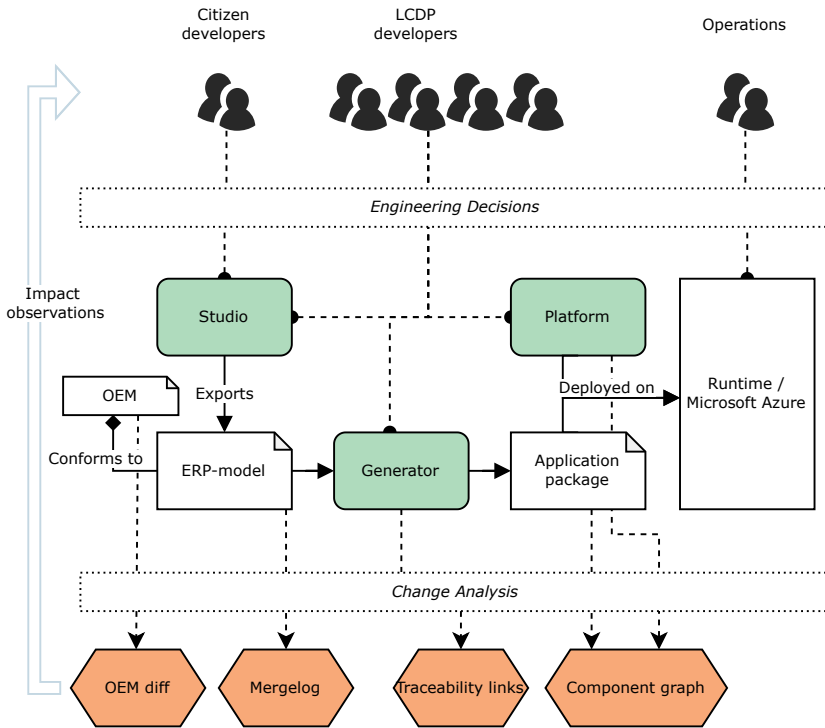 Citizen
developers
LCDP
developers
Operations
Engineering Decisions
Impact
observations
Studio
Platform
Runtime /
Microsoft Azure
OEM
Exports
Deployed on
Conforms to
ERP-model
Generator
Application
package
Change Analysis
OEM diff
Mergelog
Traceability links
Component graph